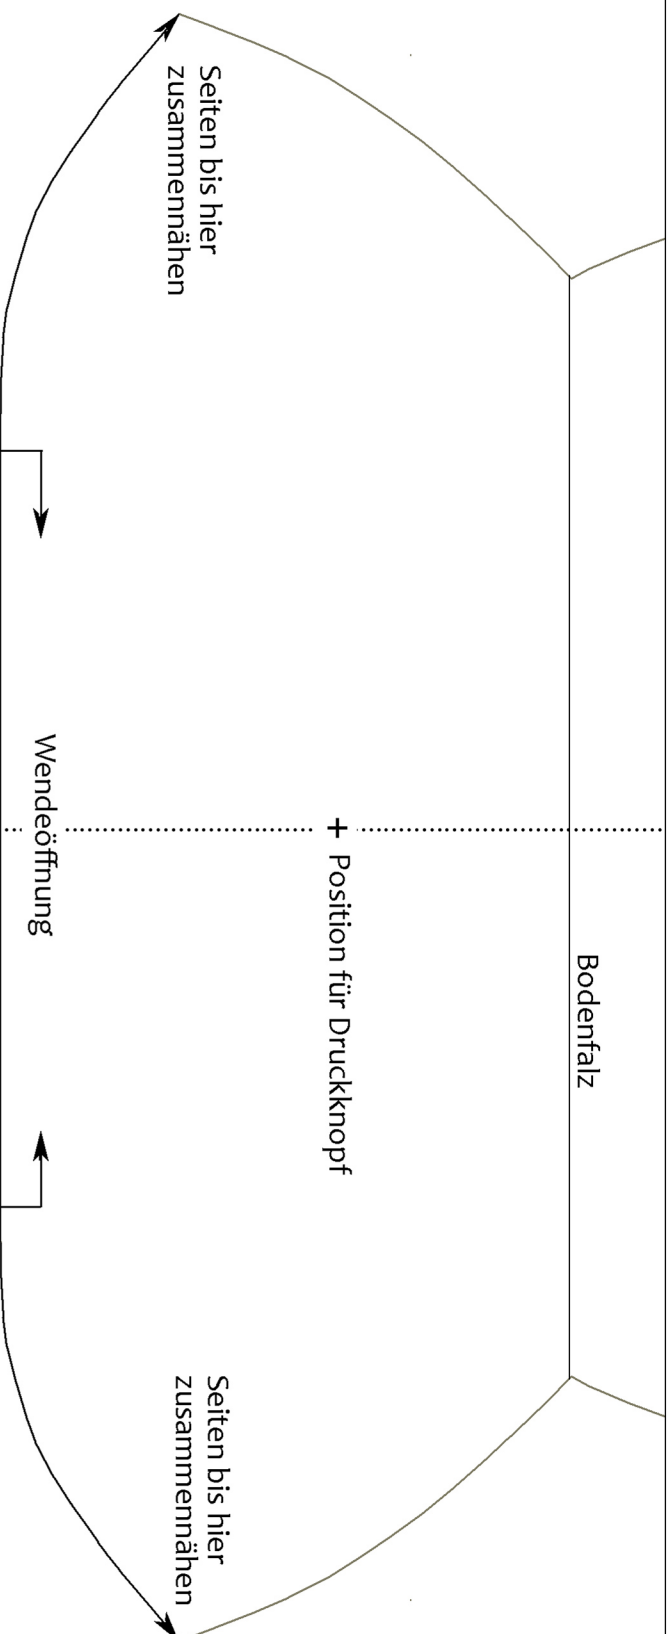 Bodenfalz
+ Position für Druckknopf
Seiten bis hier
zusammennähen
Seiten bis hier
zusammennähen
Wendeöffnung